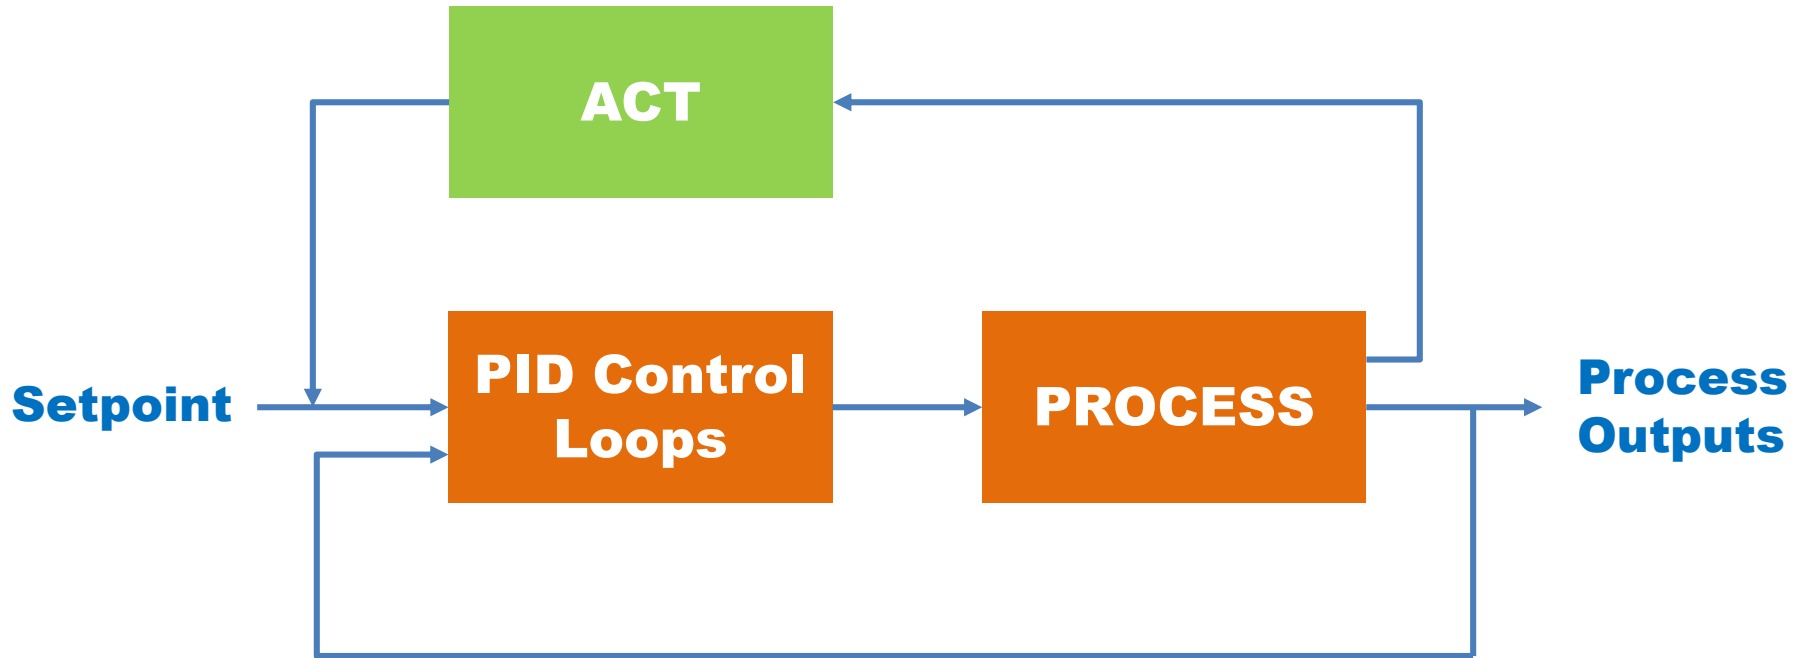 ACT
Setpoint
PID Control
Loops
PROCESS
Process
Outputs